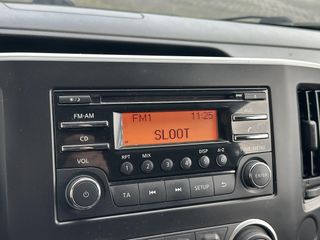 FM·AM
CD
VOL
FM1 11:25
SLOOT
RPT MIX DISP A-Z
1 2 3 4 5 6
TA SETUP
ENTER